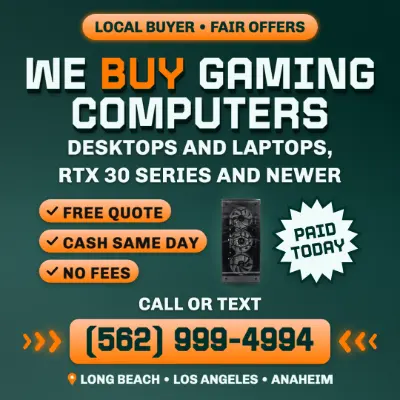 LOCAL BUYER • FAIR OFFERS
WE BUY GAMING
COMPUTERS
DESKTOPS AND LAPTOPS,
RTX 30 SERIES AND NEWER
FREE QUOTE
CASH SAME DAY
NO FEES
PAID
TODAY
CALL OR TEXT
(562) 999-4994
LONG BEACH • LOS ANGELES • ANAHEIM